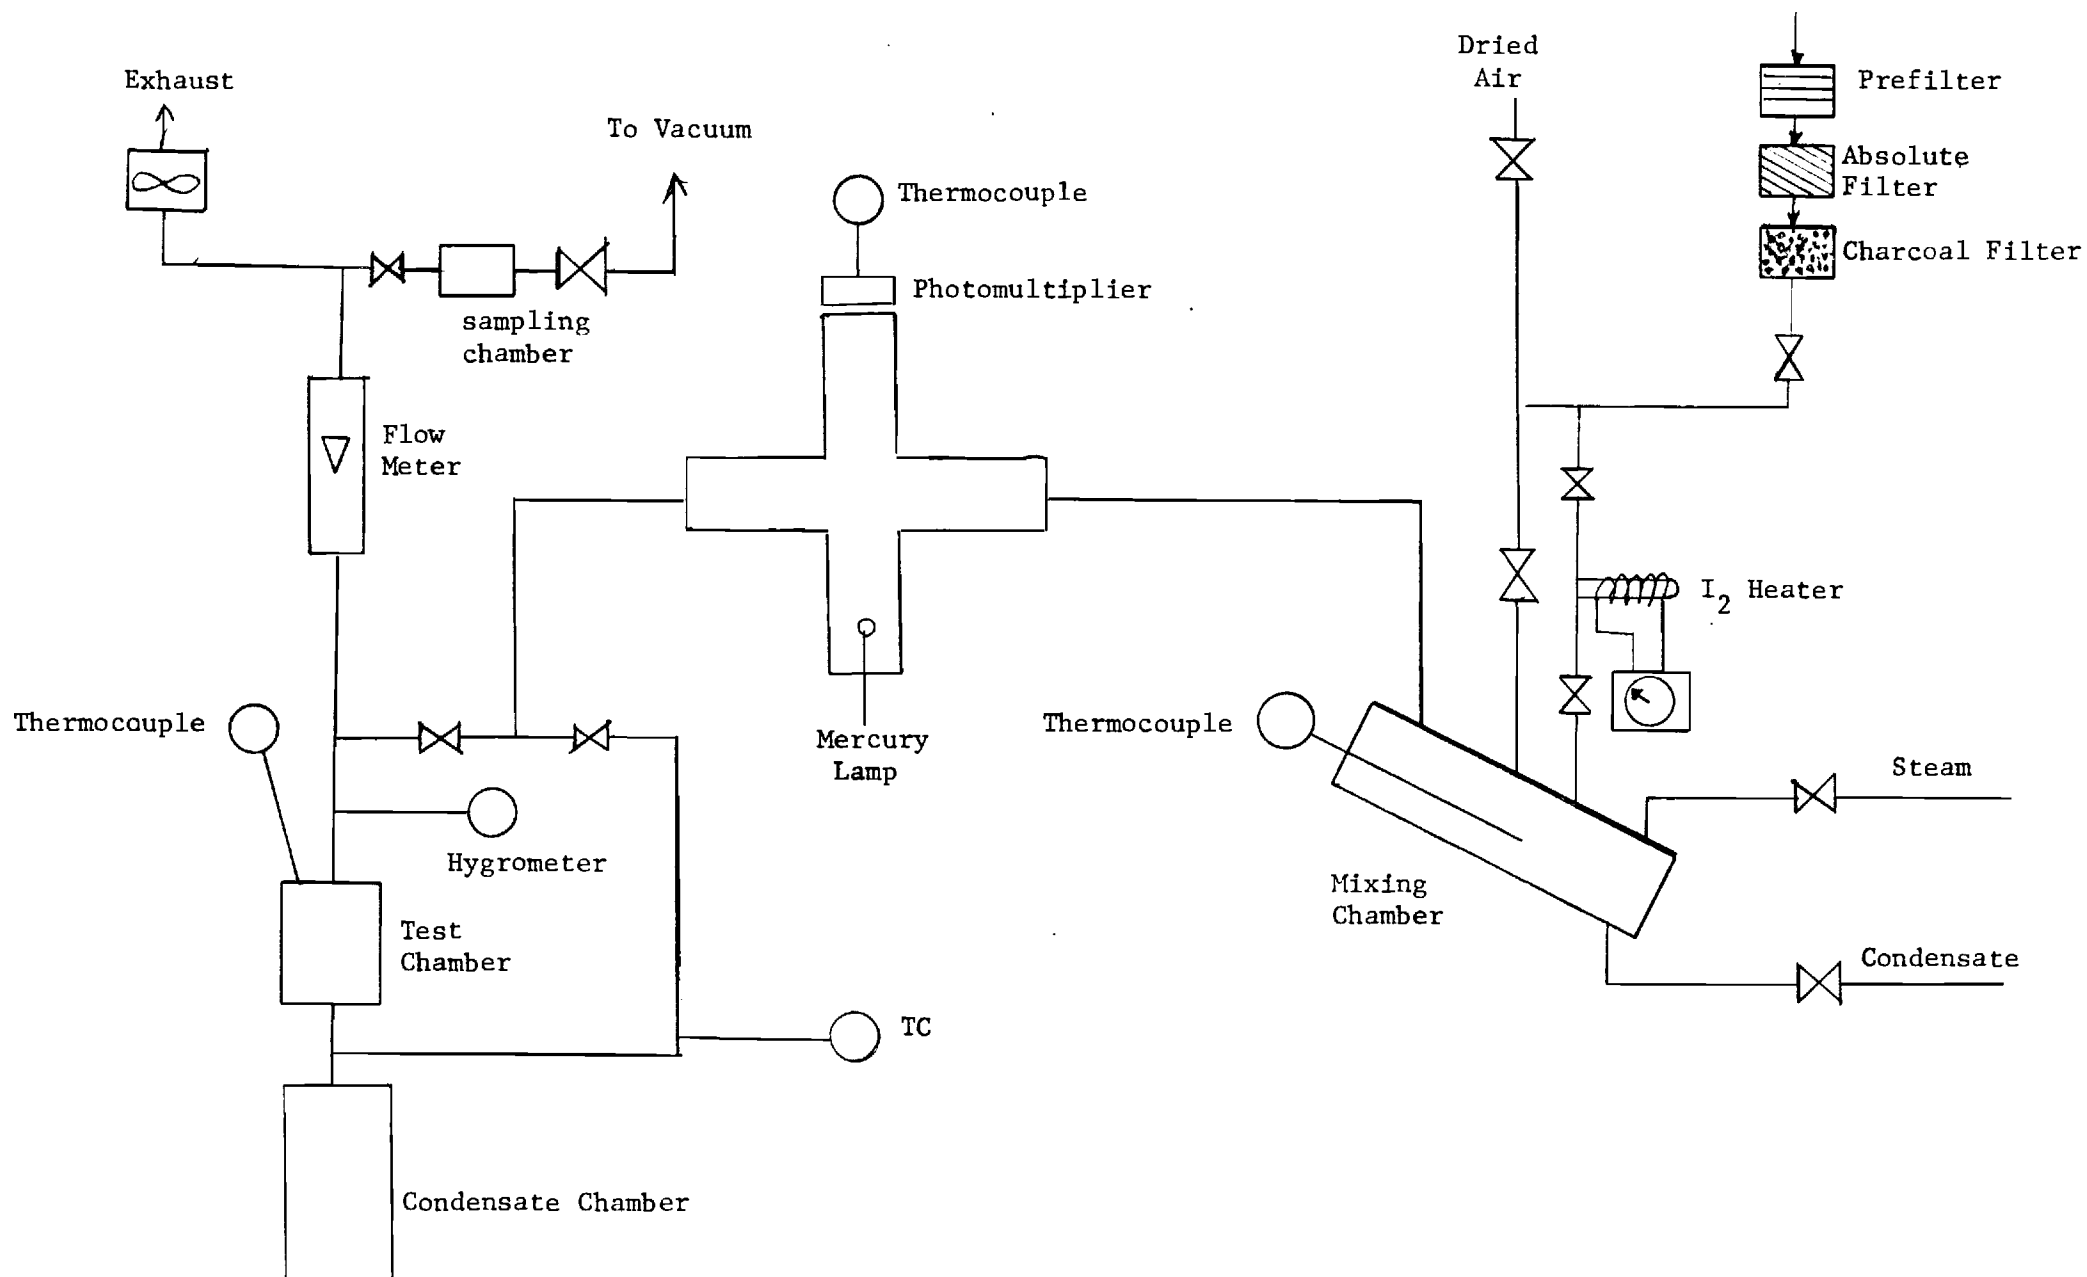 Exhaust
To Vacuum
Dried
Air
Prefilter
Absolute
Filter
Charcoal Filter
Thermocouple
Photomultiplier
sampling
chamber
Flow
Meter
I2 Heater
Thermocouple
Mercury
Lamp
Thermocouple
Steam
Hygrometer
Mixing
Chamber
Test
Chamber
Condensate
TC
Condensate Chamber